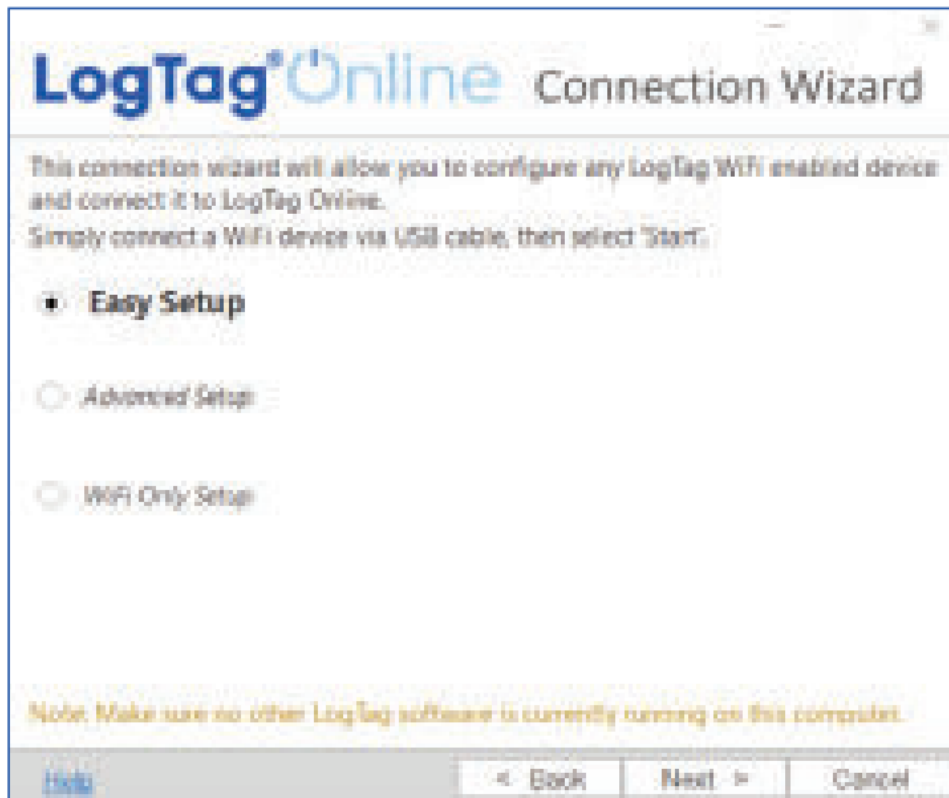 LogTag® Online Connection Wizard
This connection wizard will allow you to configure any LogTag WiFi enabled device
and connect it to LogTag Online.
Simply connect a WiFi device via USB cable, then select 'Start'.
Easy Setup
Advanced Setup
WiFi Only Setup
Note: Make sure no other LogTag software is currently running on this computer.
Help
< Back
Next >
Cancel